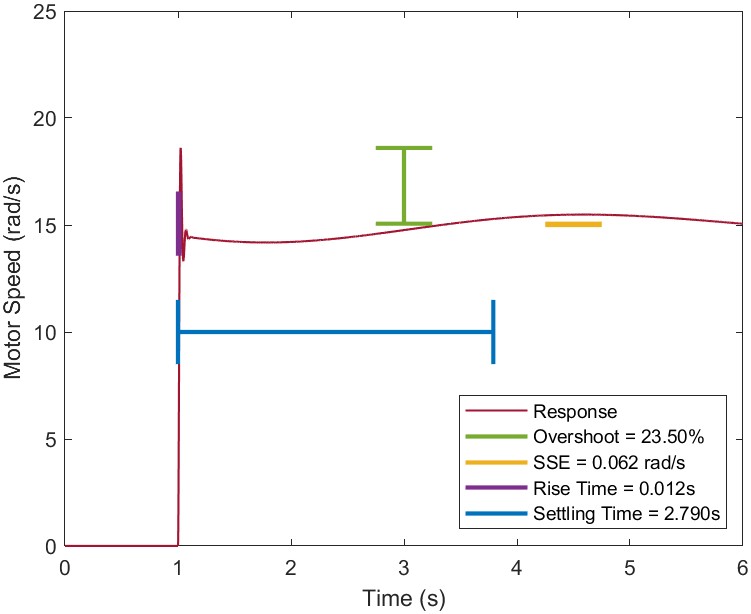 25
20
15
10
5
0
Motor Speed (rad/s)
Response
Overshoot = 23.50%
SSE = 0.062 rad/s
Rise Time = 0.012s
Settling Time = 2.790s
0 1 2 3 4 5 6
Time (s)